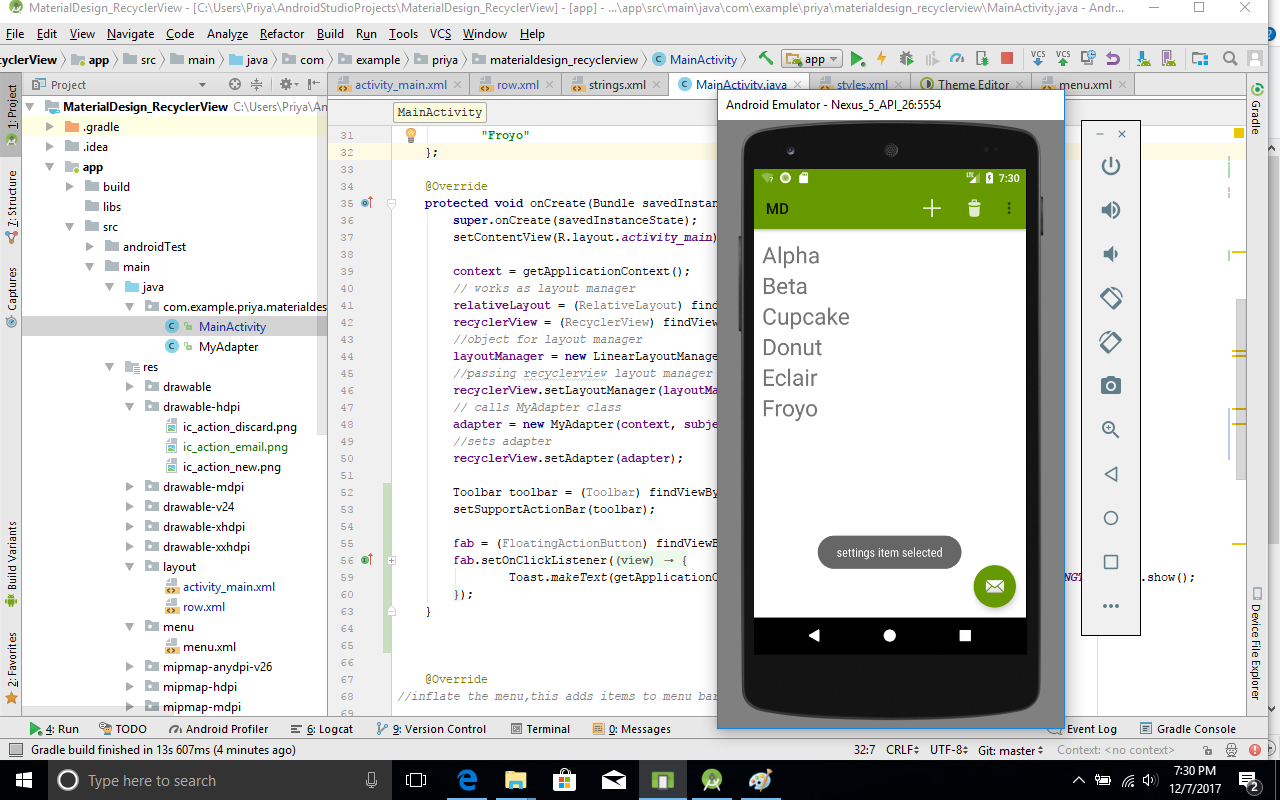 MaterialDesign_RecyclerView - [C:\Users\Priya\AndroidStudioProjects\MaterialDesign_RecyclerView] - [app] - ...\app\src\main\java\com\example\priya\materialdesign_recyclerview\MainActivity.java - Andr...
File Edit View Navigate Code Analyze Refactor Build Run Tools VCS Window Help
cyclerView app src main java com example priya materialdesign_recyclerview MainActivity app VCS VCS
Project activity_main.xml row.xml strings.xml MainActivity.java styles.xml Theme Editor menu.xml
MaterialDesign_RecyclerView C:\Users\Priya\An
.gradle
.idea
app
build
libs
src
androidTest
main
java
com.example.priya.materialdes
MainActivity
MyAdapter
res
drawable
drawable-hdpi
ic_action_discard.png
ic_action_email.png
ic_action_new.png
drawable-mdpi
drawable-v24
drawable-xhdpi
drawable-xxhdpi
layout
activity_main.xml
row.xml
menu
menu.xml
mipmap-anydpi-v26
mipmap-hdpi
mipmap-mdpi
1: Project
7: Structure
Captures
Build Variants
2: Favorites
MainActivity
31 "Froyo"
32 };
33
34 @Override
35 protected void onCreate(Bundle savedInstanc
36 super.onCreate(savedInstanceState);
37 setContentView(R.layout.activity_main)
38
39 context = getApplicationContext();
40 // works as layout manager
41 relativeLayout = (RelativeLayout) find
42 recyclerView = (RecyclerView) findView
43 //object for layout manager
44 layoutManager = new LinearLayoutManage
45 //passing recyclerview layout manager
46 recyclerView.setLayoutManager(layoutMa
47 // calls MyAdapter class
48 adapter = new MyAdapter(context, subje
49 //sets adapter
50 recyclerView.setAdapter(adapter);
51
52 Toolbar toolbar = (Toolbar) findViewBy
53 setSupportActionBar(toolbar);
54
55 fab = (FloatingActionButton) findViewB
56 fab.setOnClickListener((view) → {
59 Toast.makeText(getApplicationC .show();
60 });
63 }
64
65
66
67 @Override
68 //inflate the menu,this adds items to menu bar
69
Android Emulator - Nexus_5_API_26:5554
LTE 7:30
MD
Alpha
Beta
Cupcake
Donut
Eclair
Froyo
settings item selected
Gradle
Device File Explorer
4: Run TODO Android Profiler 6: Logcat 9: Version Control Terminal 0: Messages Event Log Gradle Console
Gradle build finished in 13s 607ms (4 minutes ago) 32:7 CRLF UTF-8 Git: master Context: <no context>
Type here to search
7:30 PM
12/7/2017
2